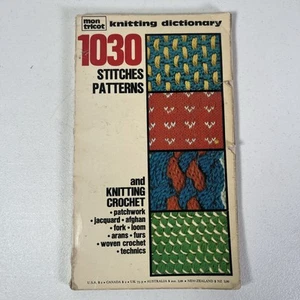 mon
tricot
knitting dictionary
1030
STITCHES
PATTERNS
and
KNITTING
CROCHET
• patchwork
• jacquard • afghan
• fork • loom
• arans • furs
• woven crochet
• technics